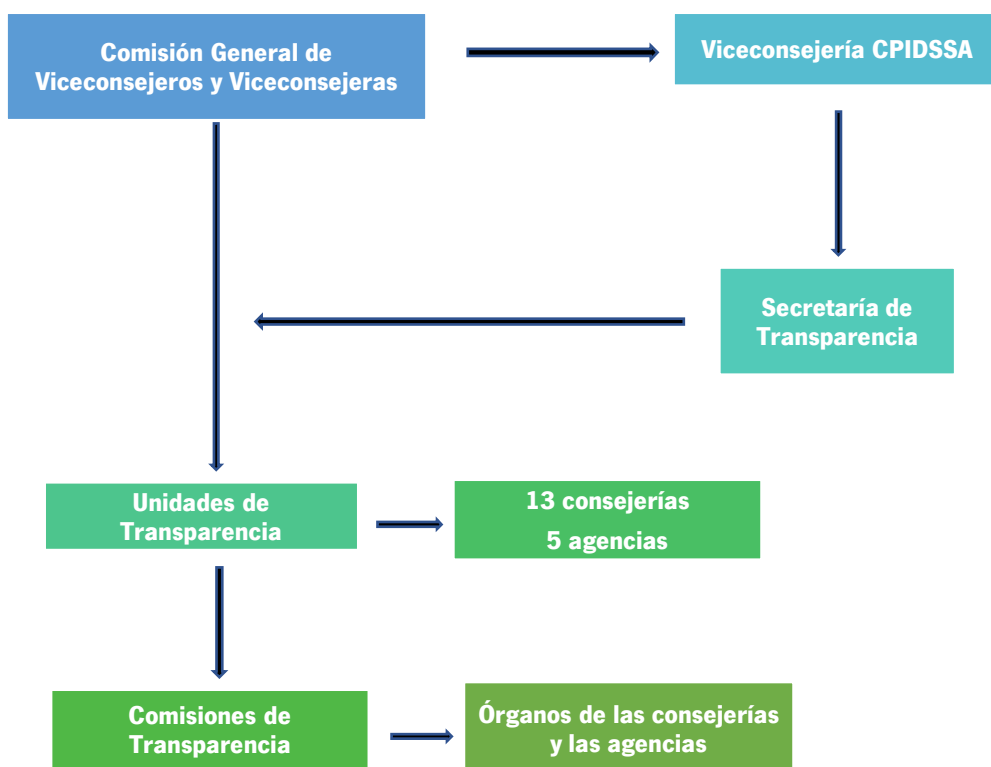 Comisión General de
Viceconsejeros y Viceconsejeras
Viceconsejería CPIDSSA
Secretaría de
Transparencia
Unidades de
Transparencia
13 consejerías
5 agencias
Comisiones de
Transparencia
Órganos de las consejerías
y las agencias